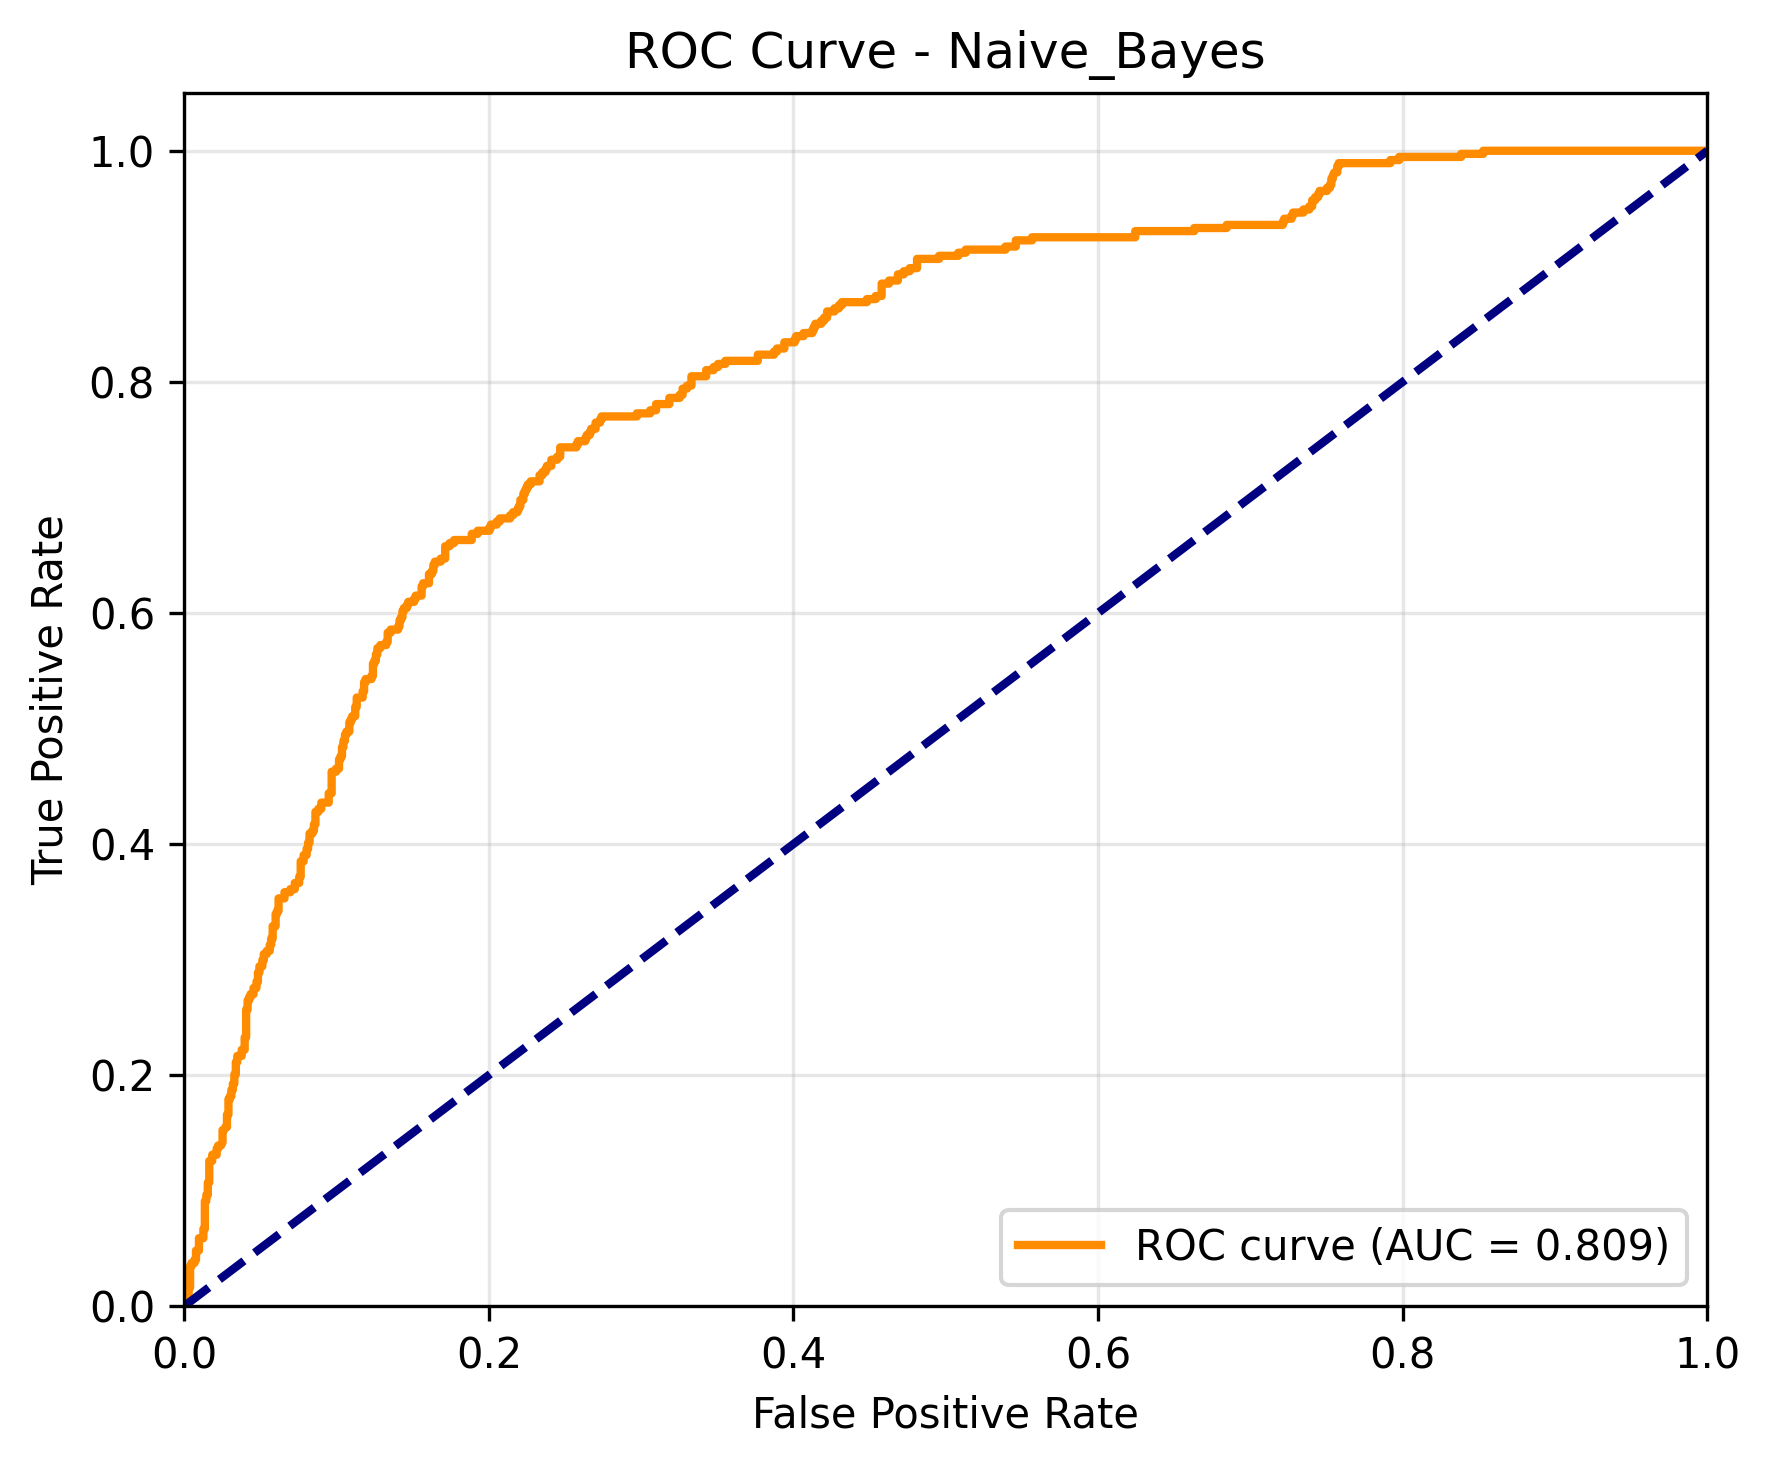 ROC Curve - Naive_Bayes
True Positive Rate
1.0
0.8
0.6
0.4
0.2
0.0
ROC curve (AUC = 0.809)
0.0 0.2 0.4 0.6 0.8 1.0
False Positive Rate